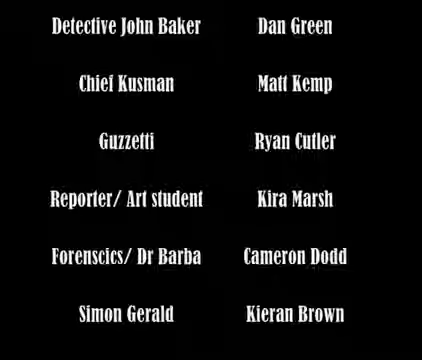 Detective John Baker Dan Green
Chief Kusman Matt Kemp
Guzzetti Ryan Cutler
Reporter/ Art student Kira Marsh
Forenscics/ Dr Barba Cameron Dodd
Simon Gerald Kieran Brown